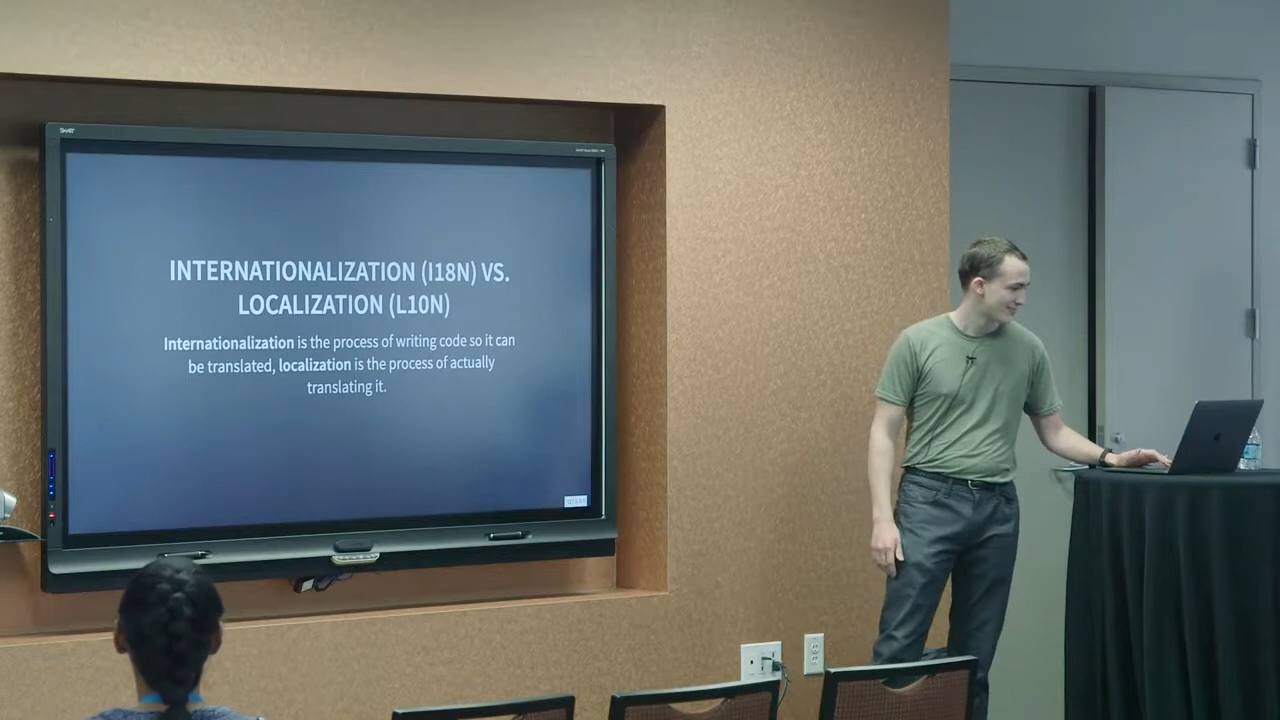 SMART
INTERNATIONALIZATION (I18N) VS.
LOCALIZATION (L10N)
Internationalization is the process of writing code so it can
be translated, localization is the process of actually
translating it.